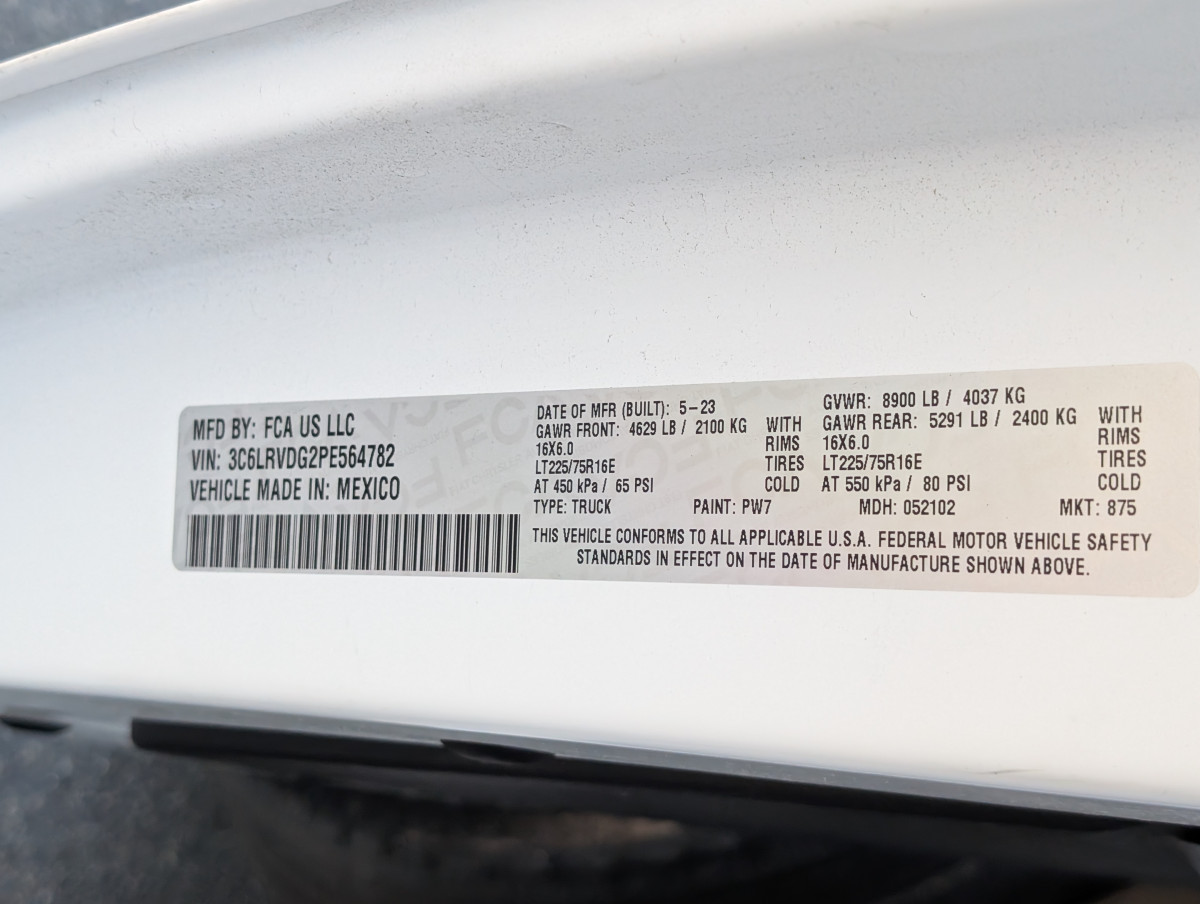 MFD BY: FCA US LLC
VIN: 3C6LRVDG2PE564782
VEHICLE MADE IN: MEXICO
DATE OF MFR (BUILT): 5-23
GAWR FRONT: 4629 LB / 2100 KG WITH
16X6.0 RIMS
LT225/75R16E TIRES
AT 450 kPa / 65 PSI COLD
GVWR: 8900 LB / 4037 KG
GAWR REAR: 5291 LB / 2400 KG WITH
16X6.0 RIMS
LT225/75R16E TIRES
AT 550 kPa / 80 PSI COLD
TYPE: TRUCK PAINT: PW7 MDH: 052102 MKT: 875
THIS VEHICLE CONFORMS TO ALL APPLICABLE U.S.A. FEDERAL MOTOR VEHICLE SAFETY
STANDARDS IN EFFECT ON THE DATE OF MANUFACTURE SHOWN ABOVE.